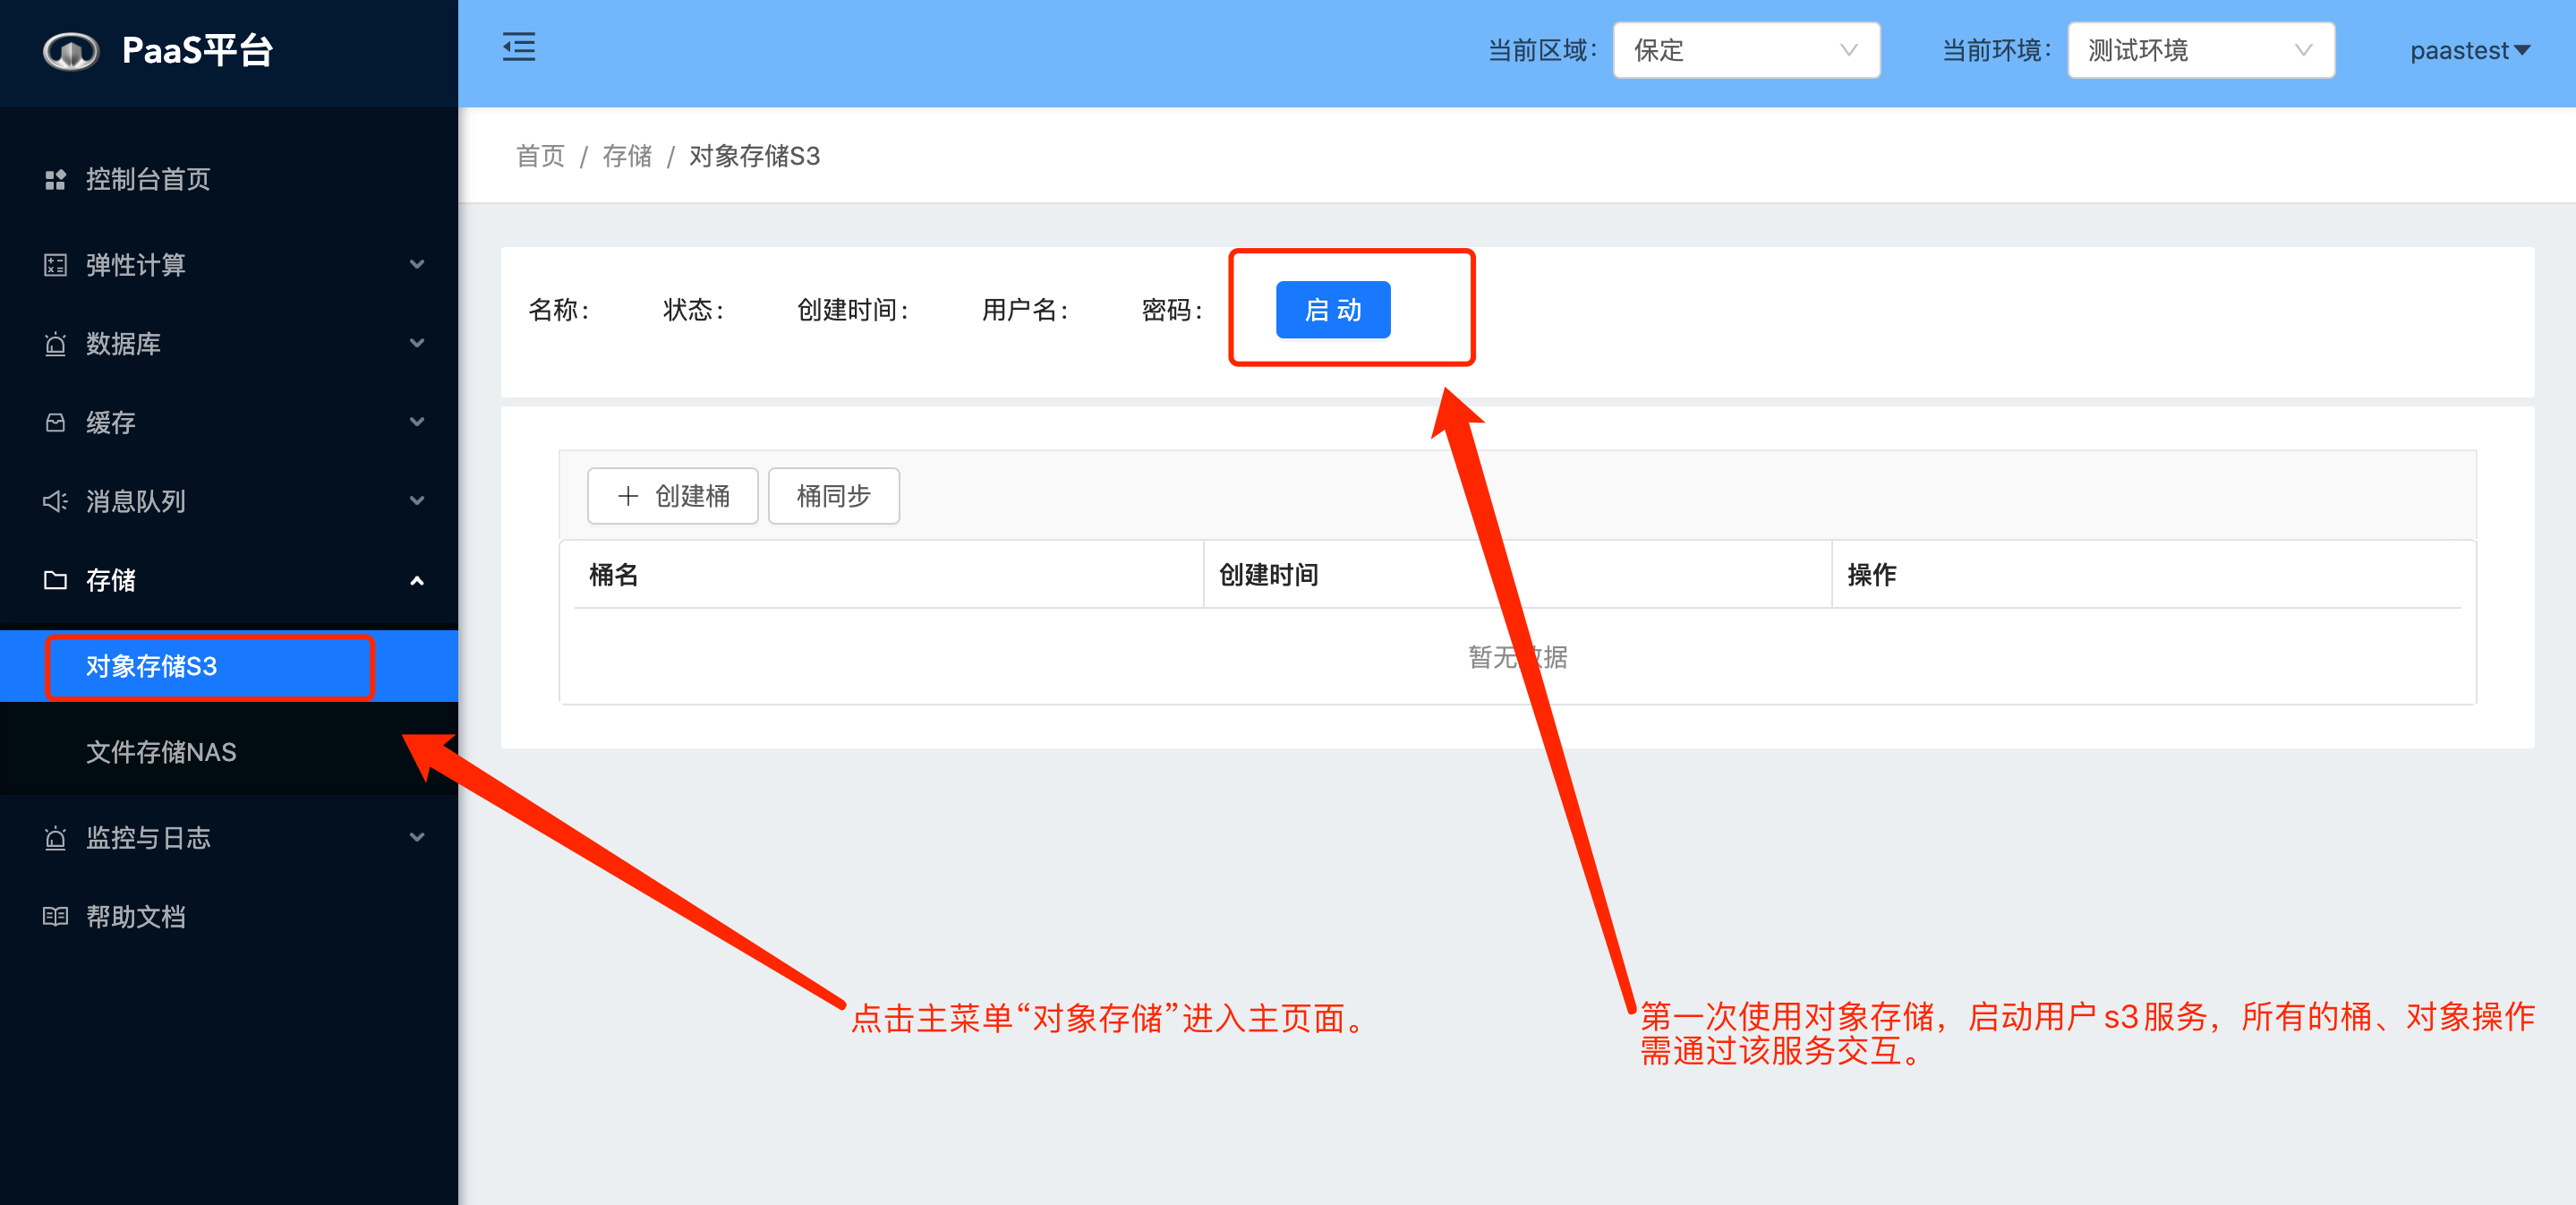 PaaS平台
当前区域：
保定
当前环境：
测试环境
paastest
控制台首页
弹性计算
数据库
缓存
消息队列
存储
对象存储S3
文件存储NAS
监控与日志
帮助文档
首页 / 存储 / 对象存储S3
名称： 状态： 创建时间： 用户名： 密码： 启动
创建桶 桶同步
桶名 创建时间 操作
暂无数据
点击主菜单“对象存储”进入主页面。
第一次使用对象存储，启动用户s3服务，所有的桶、对象操作
需通过该服务交互。